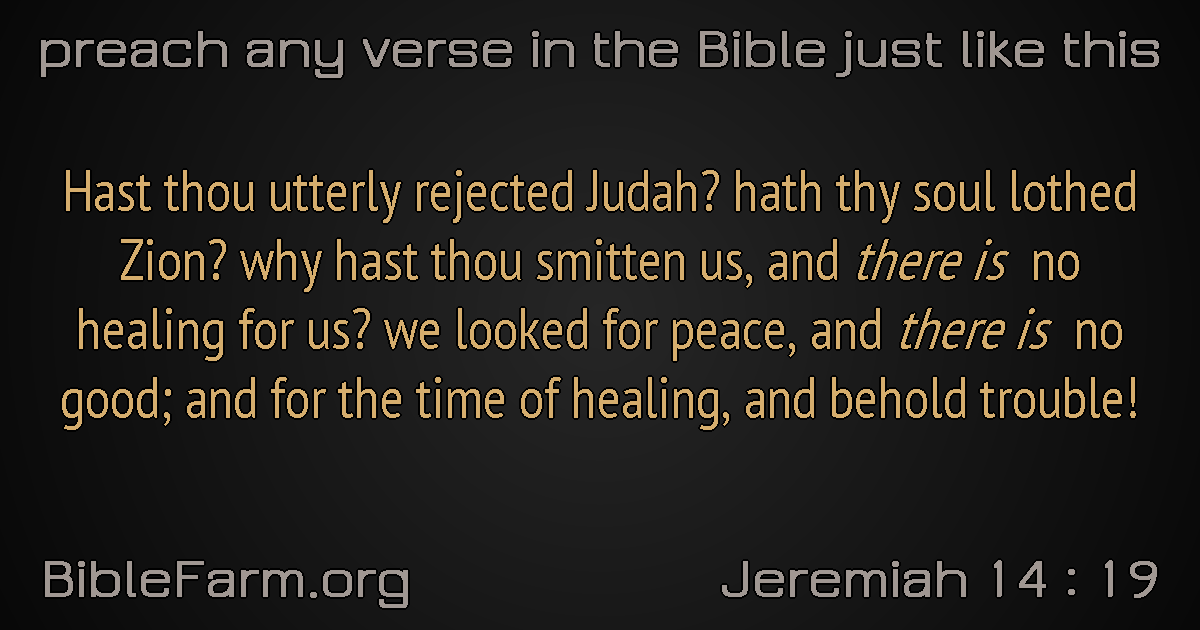 preach any verse in the Bible just like this
Hast thou utterly rejected Judah? hath thy soul lothed
Zion? why hast thou smitten us, and there is no
healing for us? we looked for peace, and there is no
good; and for the time of healing, and behold trouble!
BibleFarm.org
Jeremiah 14 : 19